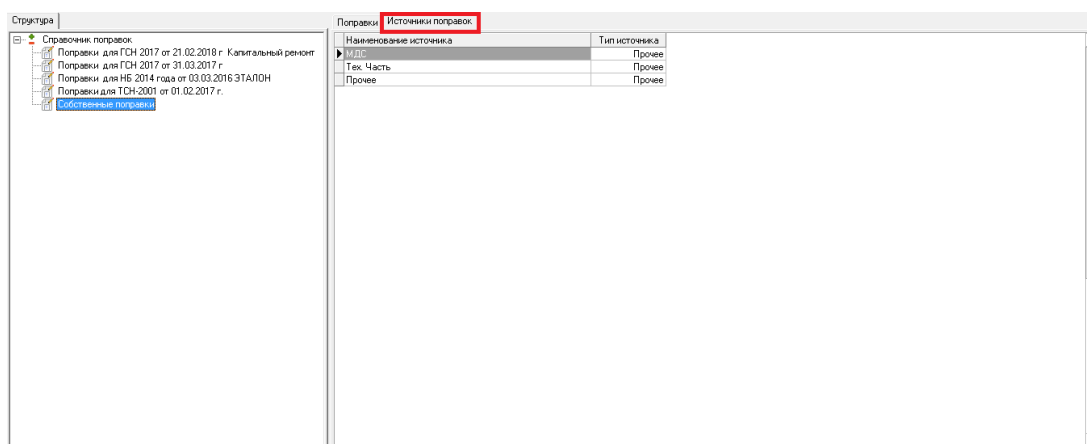 Структура
Справочник поправок
Поправки для ГСН 2017 от 21.02.2018 г Капитальный ремонт
Поправки для ГСН 2017 от 31.03.2017 г
Поправки для НБ 2014 года от 03.03.2016 ЭТАЛОН
Поправки для ТСН-2001 от 01.02.2017 г.
Собственные поправки
Поправки Источники поправок
Наименование источника Тип источника
МДС Прочее
Тех. Часть Прочее
Прочее Прочее